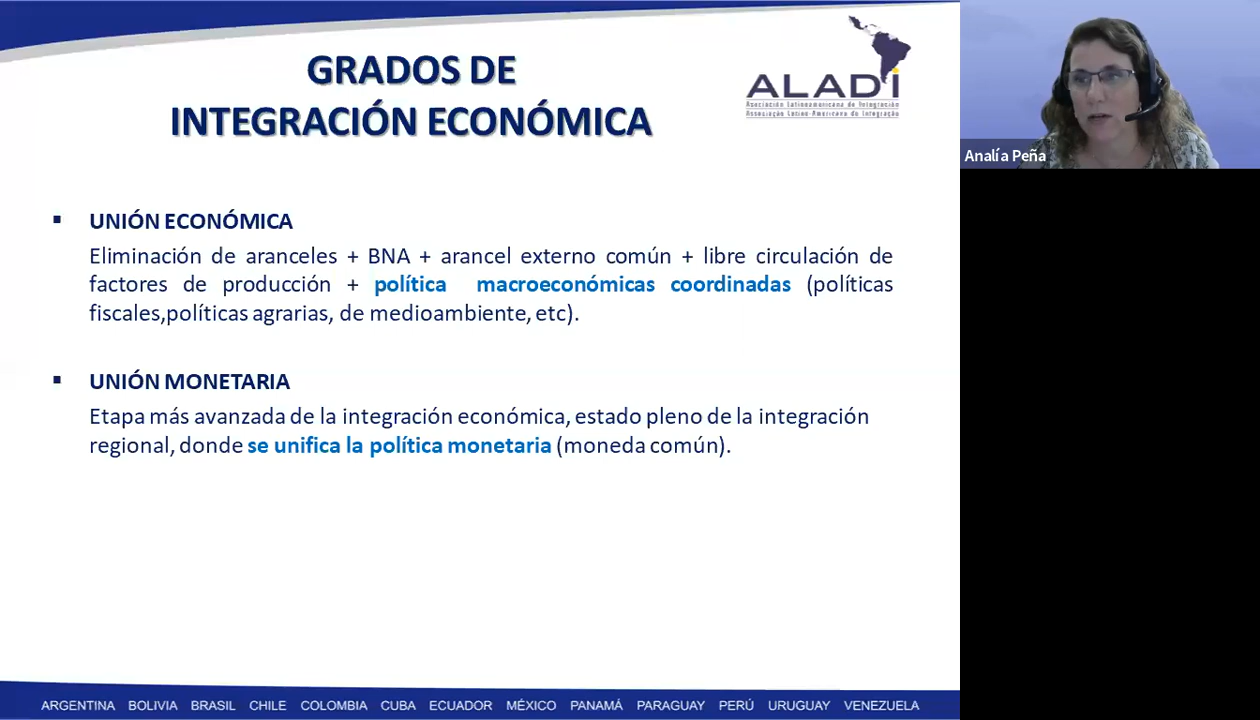 GRADOS DE
INTEGRACIÓN ECONÓMICA
ALADI
Asociación Latinoamericana de Integración
Associação Latino-Americana de Integração
Analía Peña
▪ UNIÓN ECONÓMICA
Eliminación de aranceles + BNA + arancel externo común + libre circulación de
factores de producción + política macroeconómicas coordinadas (políticas
fiscales,políticas agrarias, de medioambiente, etc).
▪ UNIÓN MONETARIA
Etapa más avanzada de la integración económica, estado pleno de la integración
regional, donde se unifica la política monetaria (moneda común).
ARGENTINA BOLIVIA BRASIL CHILE COLOMBIA CUBA ECUADOR MÉXICO PANAMÁ PARAGUAY PERÚ URUGUAY VENEZUELA